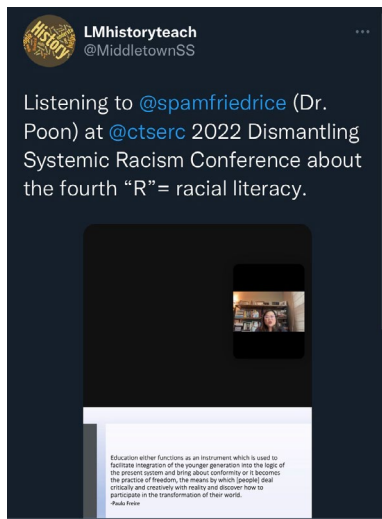 History
LMhistoryteach
@MiddletownSS
Listening to @spamfriedrice (Dr.
Poon) at @ctserc 2022 Dismantling
Systemic Racism Conference about
the fourth “R”= racial literacy.
Education either functions as an instrument which is used to
facilitate integration of the younger generation into the logic of
the present system and bring about conformity or it becomes
the practice of freedom, the means by which [people] deal
critically and creatively with reality and discover how to
participate in the transformation of their world.
-Paulo Freire